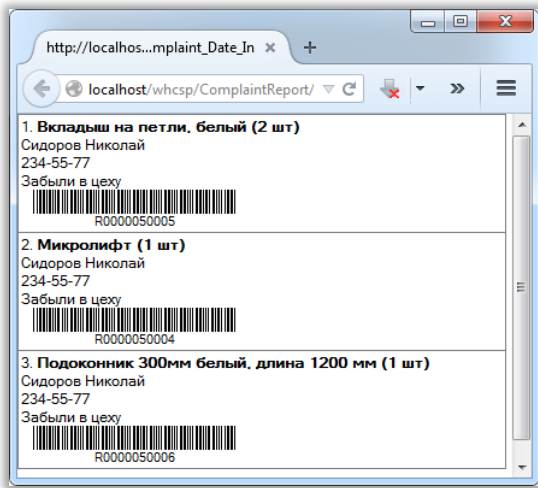 http://localhos...mplaint_Date_In
localhost/whcsp/ComplaintReport/
1. Вкладыш на петли, белый (2 шт)
Сидоров Николай
234-55-77
Забыли в цеху
R0000050005
2. Микролифт (1 шт)
Сидоров Николай
234-55-77
Забыли в цеху
R0000050004
3. Подоконник 300мм белый, длина 1200 мм (1 шт)
Сидоров Николай
234-55-77
Забыли в цеху
R0000050006